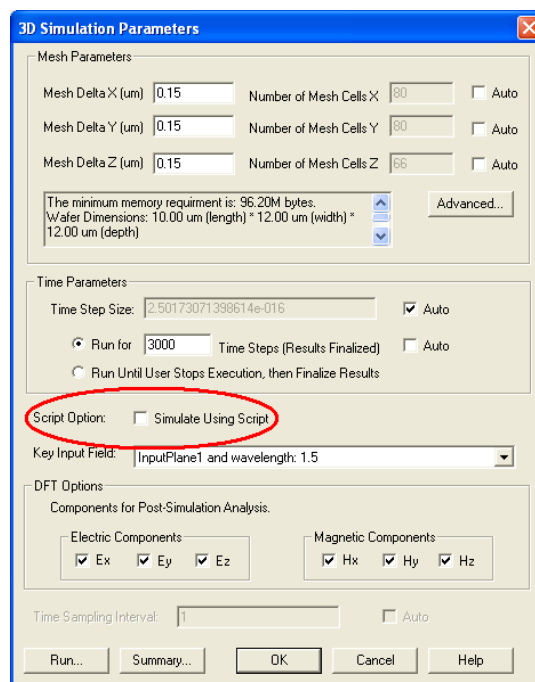 3D Simulation Parameters
Mesh Parameters
Mesh Delta X (um) 0.15 Number of Mesh Cells X 80 Auto
Mesh Delta Y (um) 0.15 Number of Mesh Cells Y 80 Auto
Mesh Delta Z (um) 0.15 Number of Mesh Cells Z 66 Auto
The minimum memory requirment is: 96.20M bytes.
Wafer Dimensions: 10.00 um (length) * 12.00 um (width) *
12.00 um (depth)
Advanced...
Time Parameters
Time Step Size: 2.50173071398614e-016 Auto
Run for 3000 Time Steps (Results Finalized) Auto
Run Until User Stops Execution, then Finalize Results
Script Option: Simulate Using Script
Key Input Field: InputPlane1 and wavelength: 1.5
DFT Options
Components for Post-Simulation Analysis.
Electric Components Magnetic Components
Ex Ey Ez Hx Hy Hz
Time Sampling Interval: 1 Auto
Run... Summary... OK Cancel Help